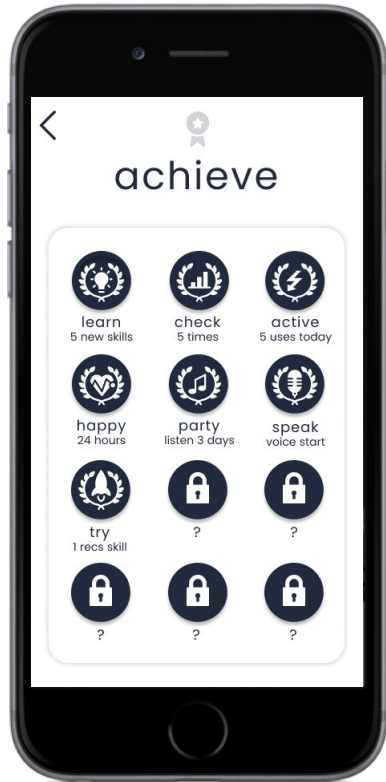 achieve
learn
5 new skills
check
5 times
active
5 uses today
happy
24 hours
party
listen 3 days
speak
voice start
try
1 recs skill
?
?
?
?
?